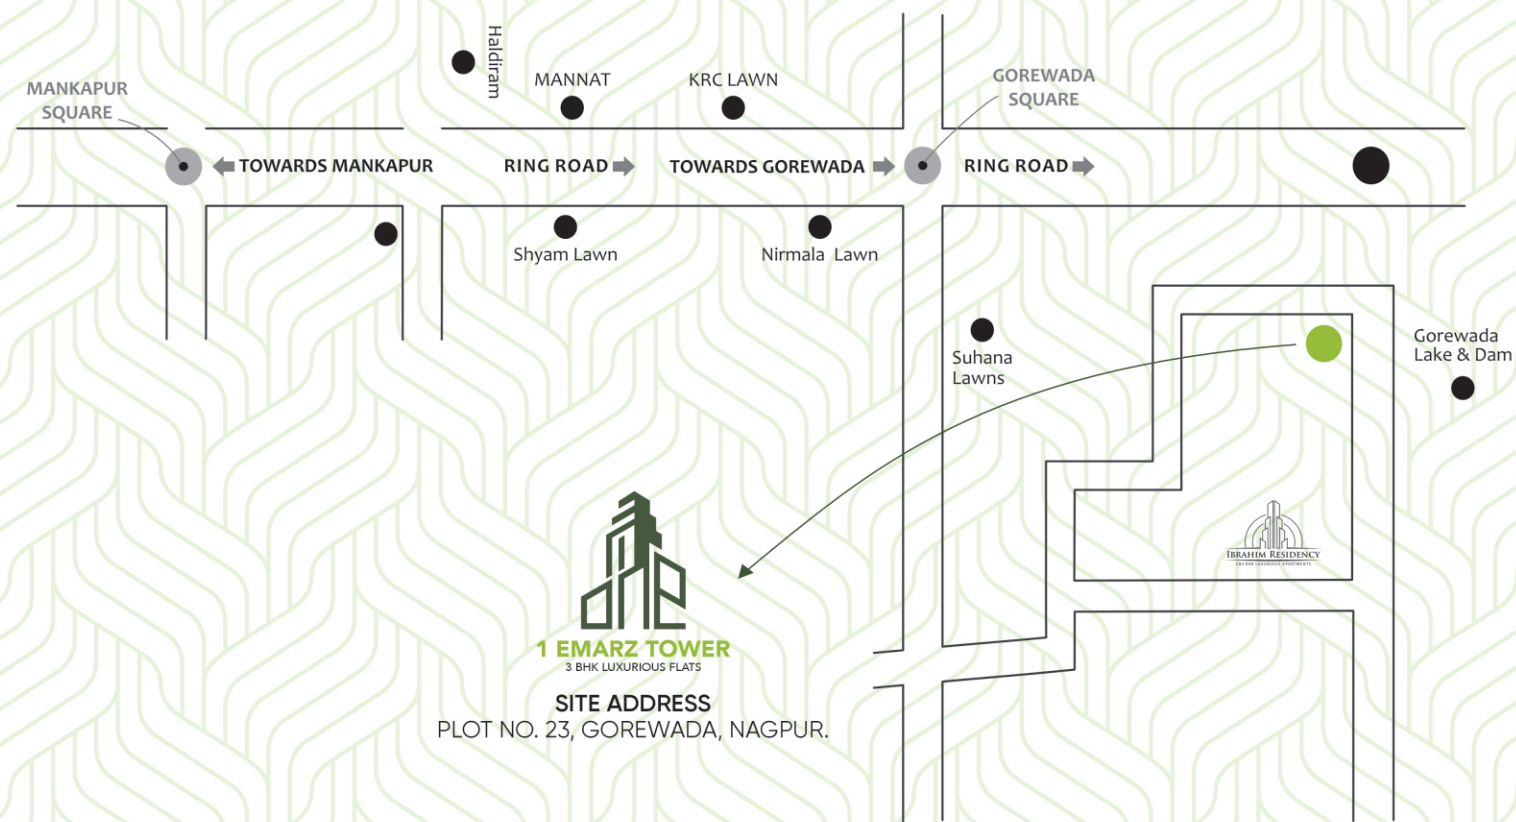 Haldiram
MANKAPUR
SQUARE
MANNAT
KRC LAWN
GOREWADA
SQUARE
TOWARDS MANKAPUR
RING ROAD
TOWARDS GOREWADA
RING ROAD
Shyam Lawn
Nirmala Lawn
Suhana
Lawns
Gorewada
Lake & Dam
IBRAHIM RESIDENCY
1 EMARZ TOWER
3 BHK LUXURIOUS FLATS
SITE ADDRESS
PLOT NO. 23, GOREWADA, NAGPUR.